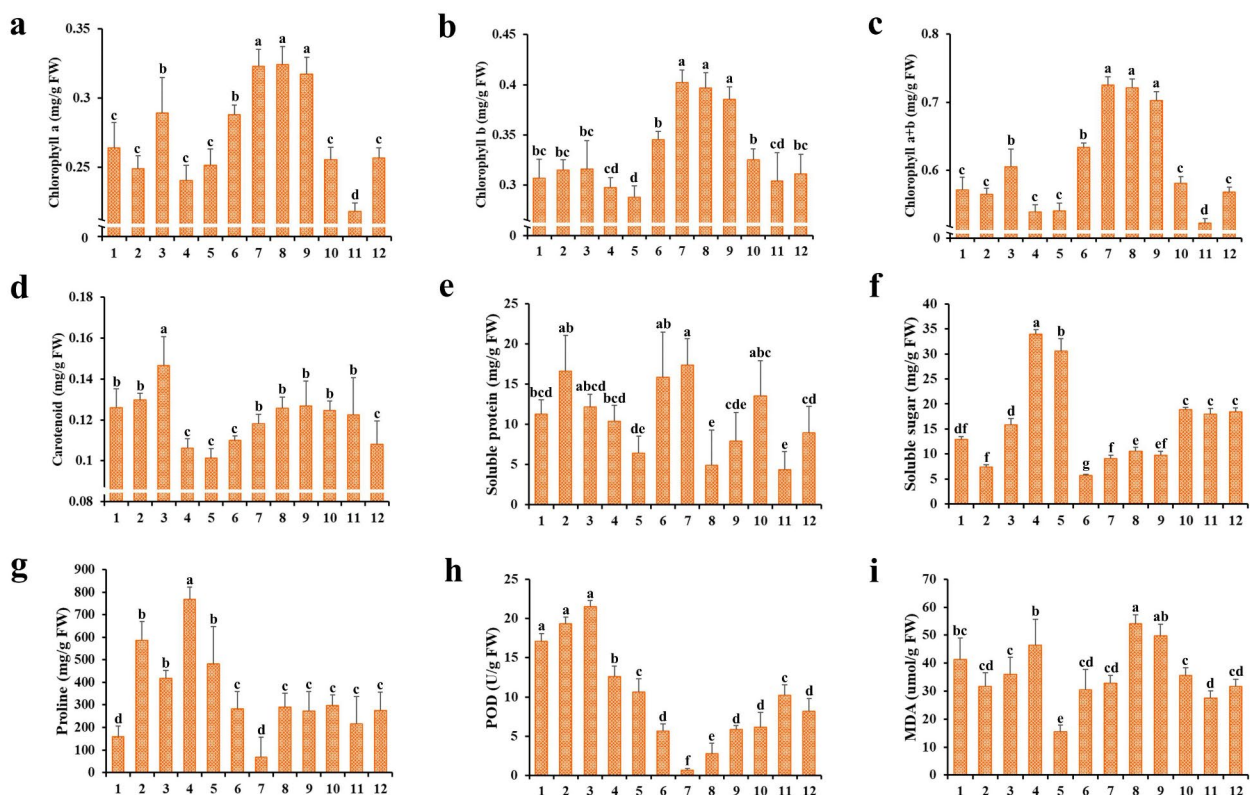 a
Chlorophyll a (mg/g FW)
0.35
0.25
0
c c b c c b a a a c d c
1 2 3 4 5 6 7 8 9 10 11 12
b
Chlorophyll b (mg/g FW)
0.45
0.4
0.35
0.3
0
bc bc bc cd d b a a a b cd bc
1 2 3 4 5 6 7 8 9 10 11 12
c
Chlorophyll a+b (mg/g FW)
0.8
0.7
0.6
0
c c b c c b a a a c d c
1 2 3 4 5 6 7 8 9 10 11 12
d
Carotenoid (mg/g FW)
0.18
0.16
0.14
0.12
0.1
0.08
b b a c c c b b b b b c
1 2 3 4 5 6 7 8 9 10 11 12
e
Soluble protein (mg/g FW)
25
20
15
10
5
0
bcd ab abcd bcd de ab a e cde abc e cd
1 2 3 4 5 6 7 8 9 10 11 12
f
Soluble sugar (mg/g FW)
40
35
30
25
20
15
10
5
0
df f d a b g f e ef c c c
1 2 3 4 5 6 7 8 9 10 11 12
g
Proline (mg/g FW)
900
800
700
600
500
400
300
200
100
0
d b b a b c d c c c c c
1 2 3 4 5 6 7 8 9 10 11 12
h
POD (U/g FW)
25
20
15
10
5
0
a a a b c d f e d d c d
1 2 3 4 5 6 7 8 9 10 11 12
i
MDA (umol/g FW)
70
60
50
40
30
20
10
0
bc cd c b e cd cd a ab c d cd
1 2 3 4 5 6 7 8 9 10 11 12